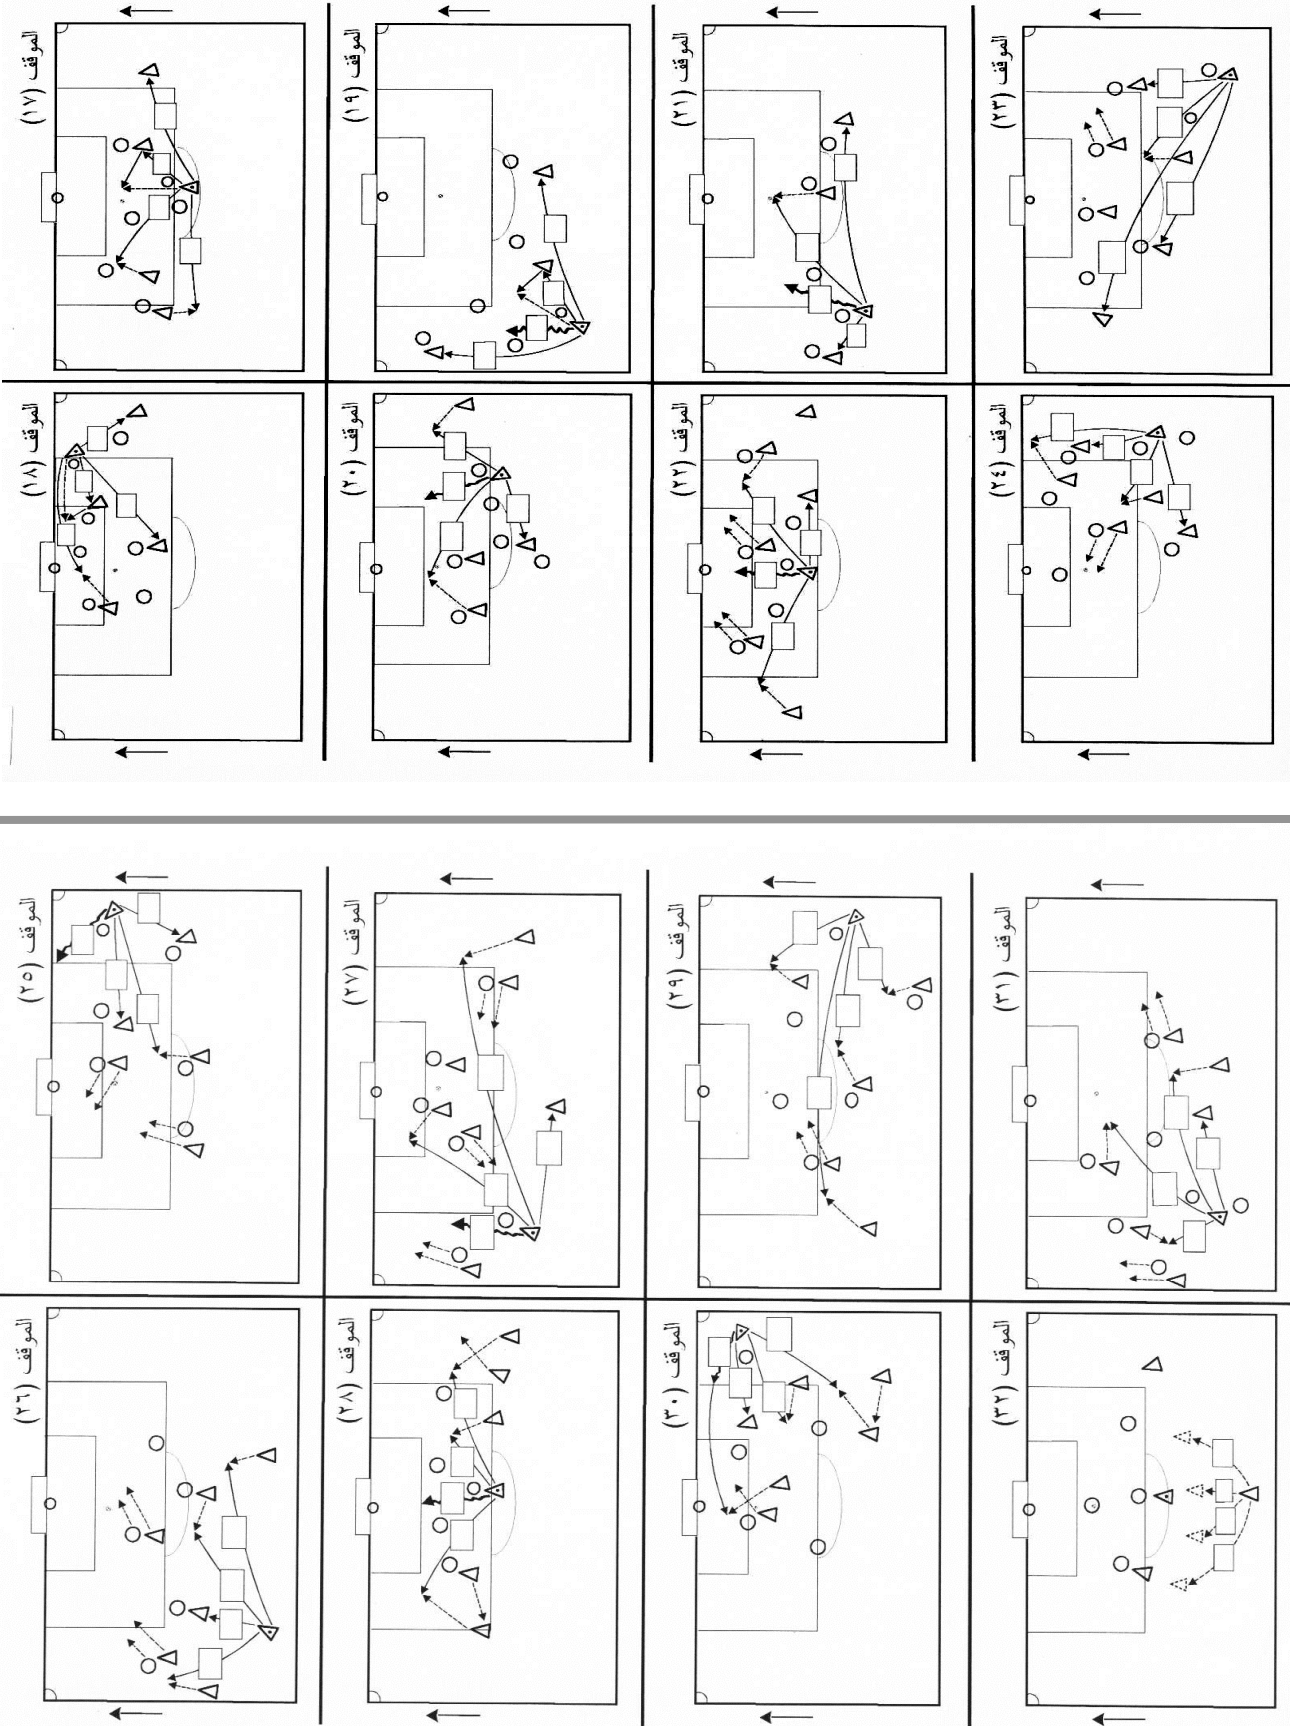 الموقف (١٧)
الموقف (١٩)
الموقف (٢١)
الموقف (٢٣)
الموقف (١٨)
الموقف (٢٠)
الموقف (٢٢)
الموقف (٢٤)
الموقف (٢٥)
الموقف (٢٧)
الموقف (٢٩)
الموقف (٣١)
الموقف (٢٦)
الموقف (٢٨)
الموقف (٣٠)
الموقف (٣٢)